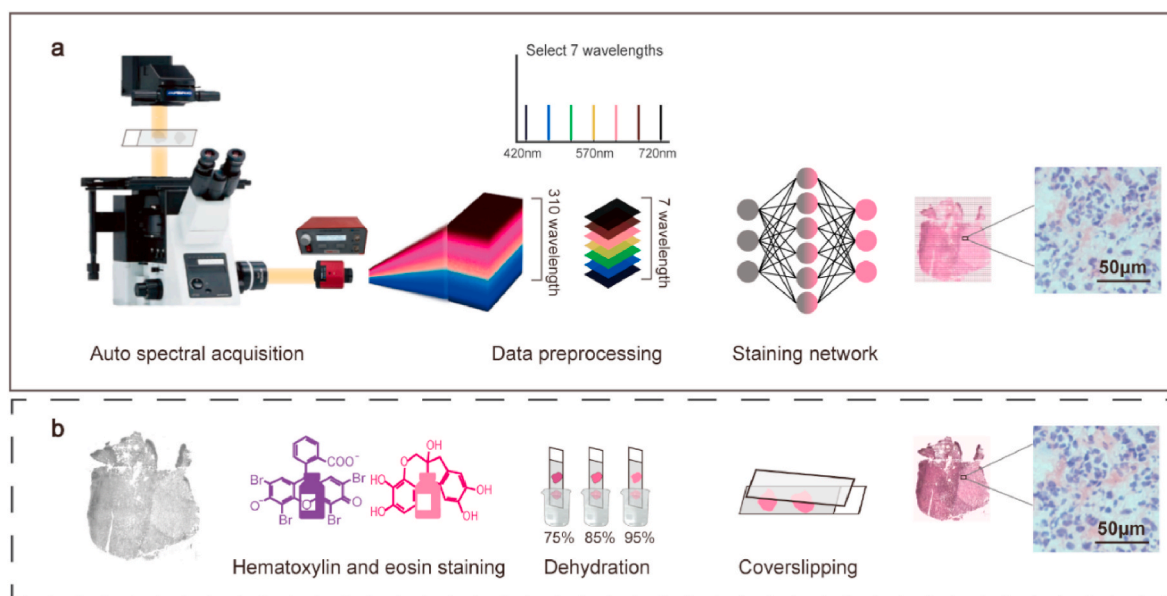 a
Select 7 wavelengths
420nm 570nm 720nm
310 wavelength
7 wavelength
50μm
Auto spectral acquisition
Data preprocessing
Staining network
b
COO⁻
Br
Br
O
O
O
Br
Br
OH
O
HO
HO
OH
OH
75% 85% 95%
50μm
Hematoxylin and eosin staining
Dehydration
Coverslipping